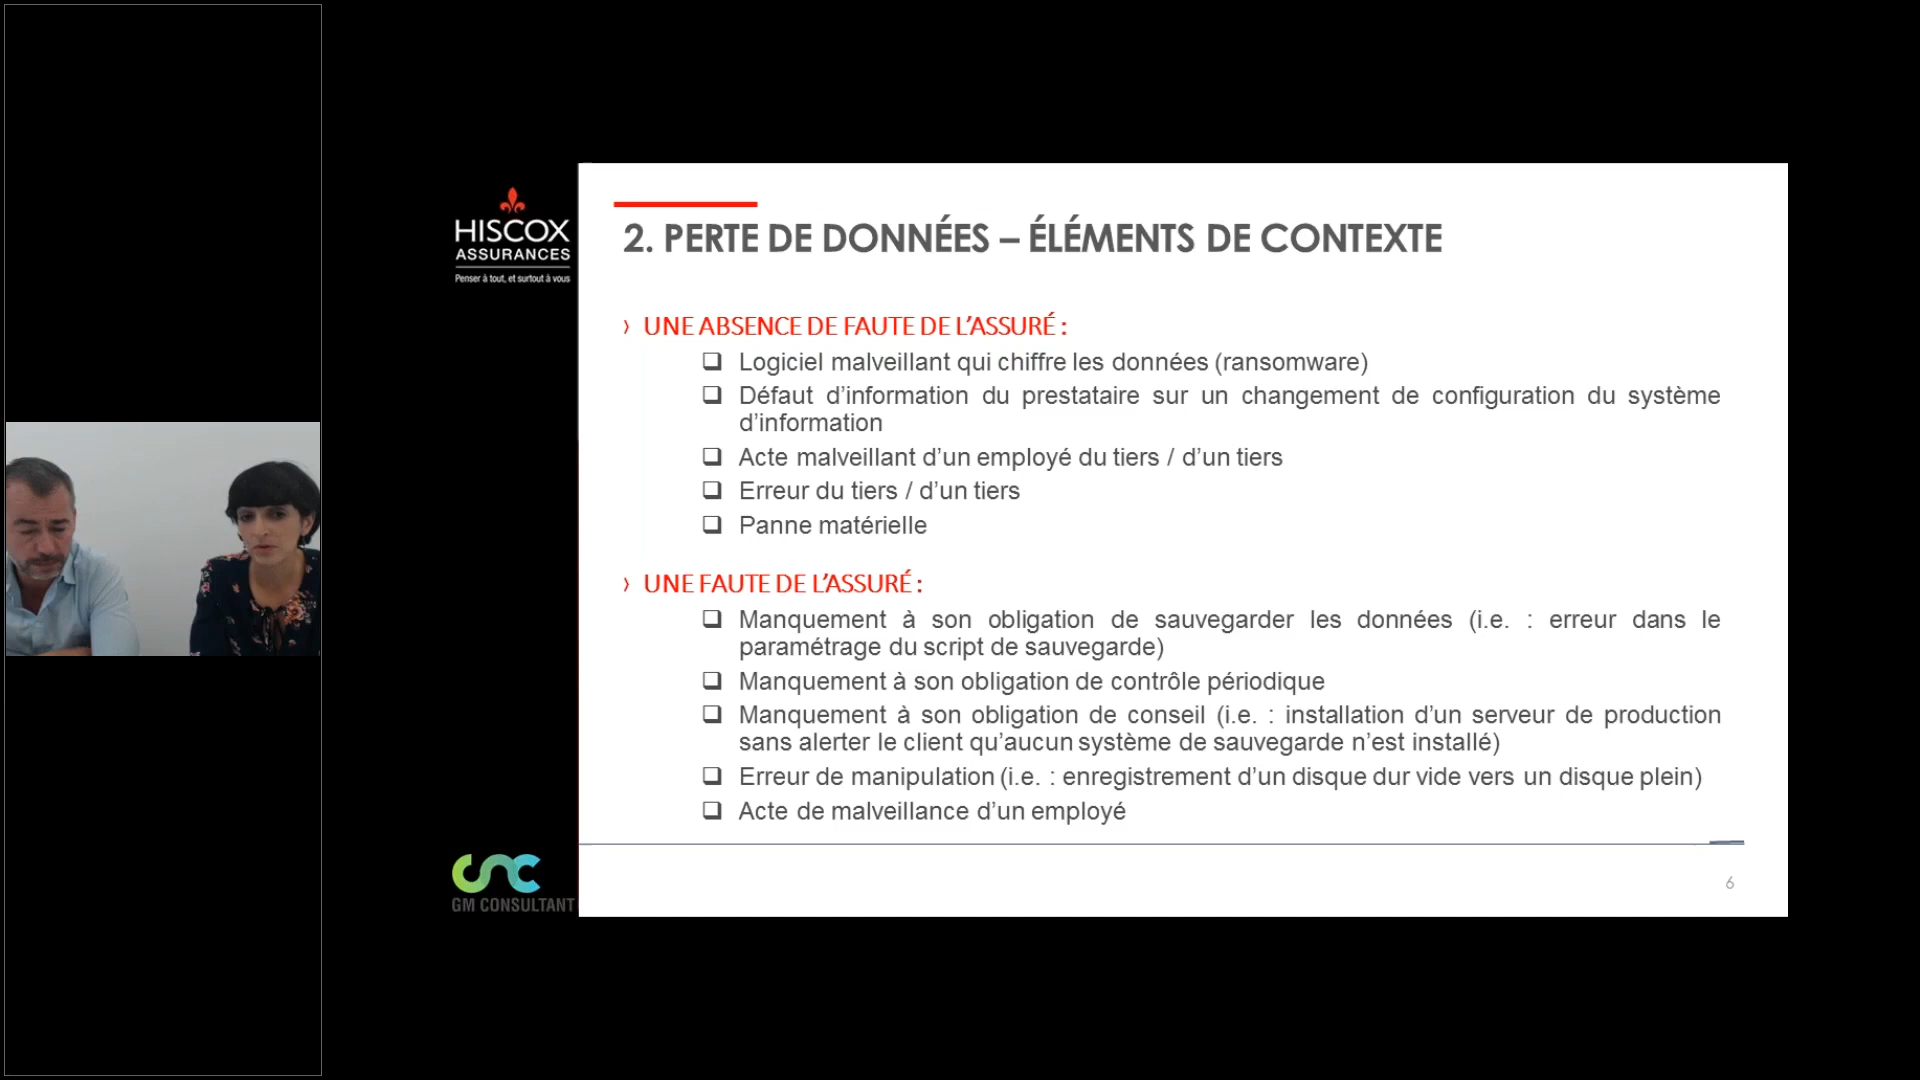 HISCOX
ASSURANCES
Penser à tout, et surtout à vous
2. PERTE DE DONNÉES – ÉLÉMENTS DE CONTEXTE
› UNE ABSENCE DE FAUTE DE L’ASSURÉ :
❑ Logiciel malveillant qui chiffre les données (ransomware)
❑ Défaut d’information du prestataire sur un changement de configuration du système
d’information
❑ Acte malveillant d’un employé du tiers / d’un tiers
❑ Erreur du tiers / d’un tiers
❑ Panne matérielle
› UNE FAUTE DE L’ASSURÉ :
❑ Manquement à son obligation de sauvegarder les données (i.e. : erreur dans le
paramétrage du script de sauvegarde)
❑ Manquement à son obligation de contrôle périodique
❑ Manquement à son obligation de conseil (i.e. : installation d’un serveur de production
sans alerter le client qu’aucun système de sauvegarde n’est installé)
❑ Erreur de manipulation (i.e. : enregistrement d’un disque dur vide vers un disque plein)
❑ Acte de malveillance d’un employé
GM CONSULTANT
6